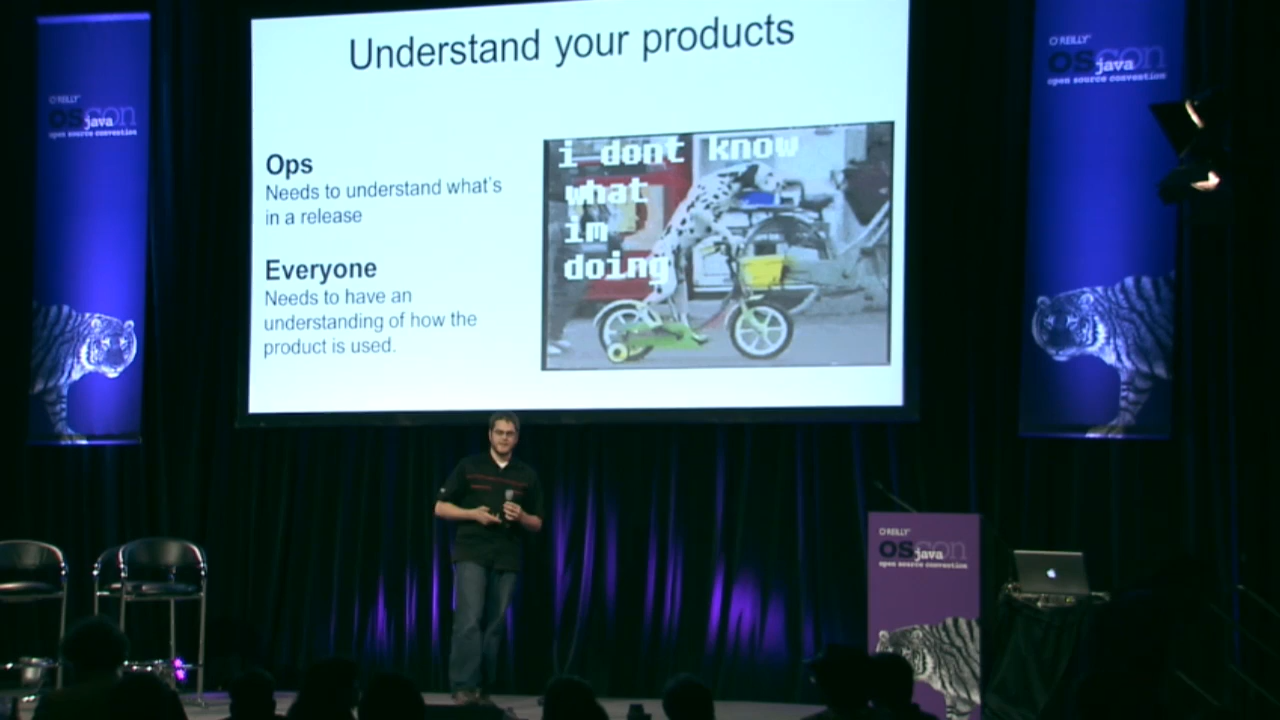 Understand your products
Ops
Needs to understand what's
in a release
Everyone
Needs to have an
understanding of how the
product is used.
i dont know
what
im
doing
O'REILLY
oscon
java
open source convention
O'REILLY
oscon
java
open source convention
O'REILLY
oscon
java
open source convention